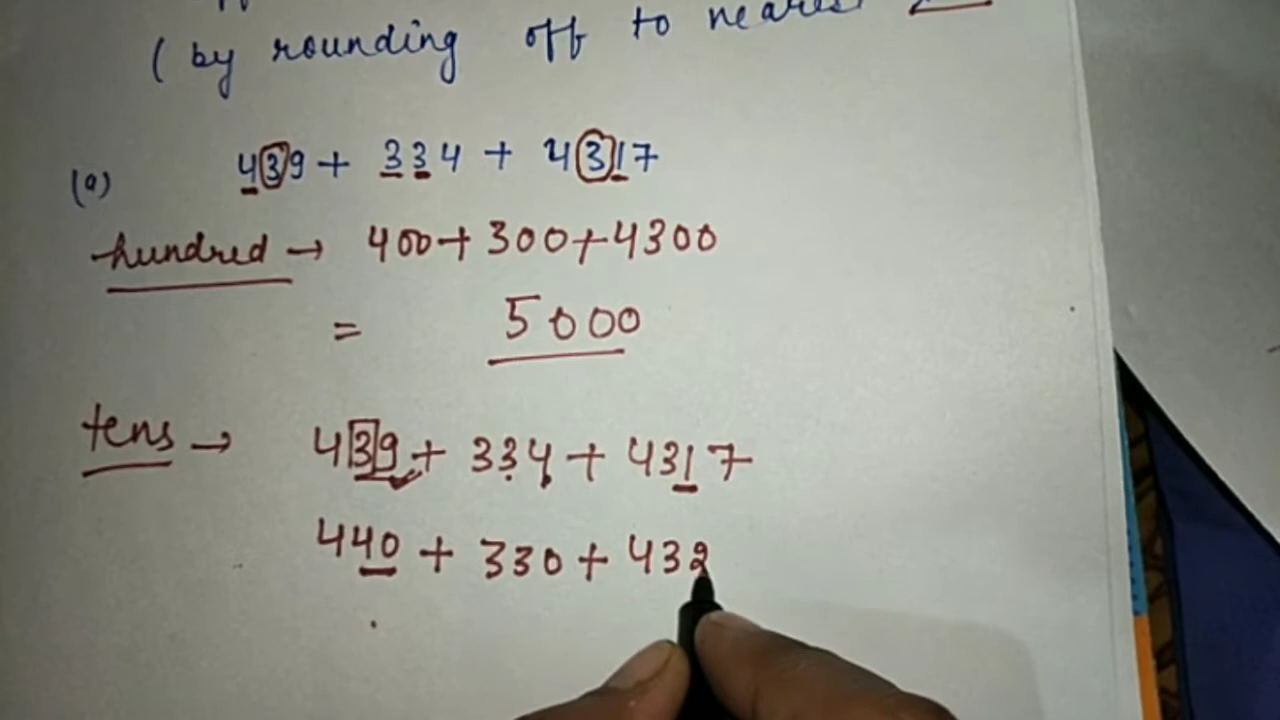 ( by rounding off to nearest
(a) 439 + 334 + 4317
hundred → 400 + 300 + 4300
= 5000
tens → 439 + 334 + 4317
440 + 330 + 432